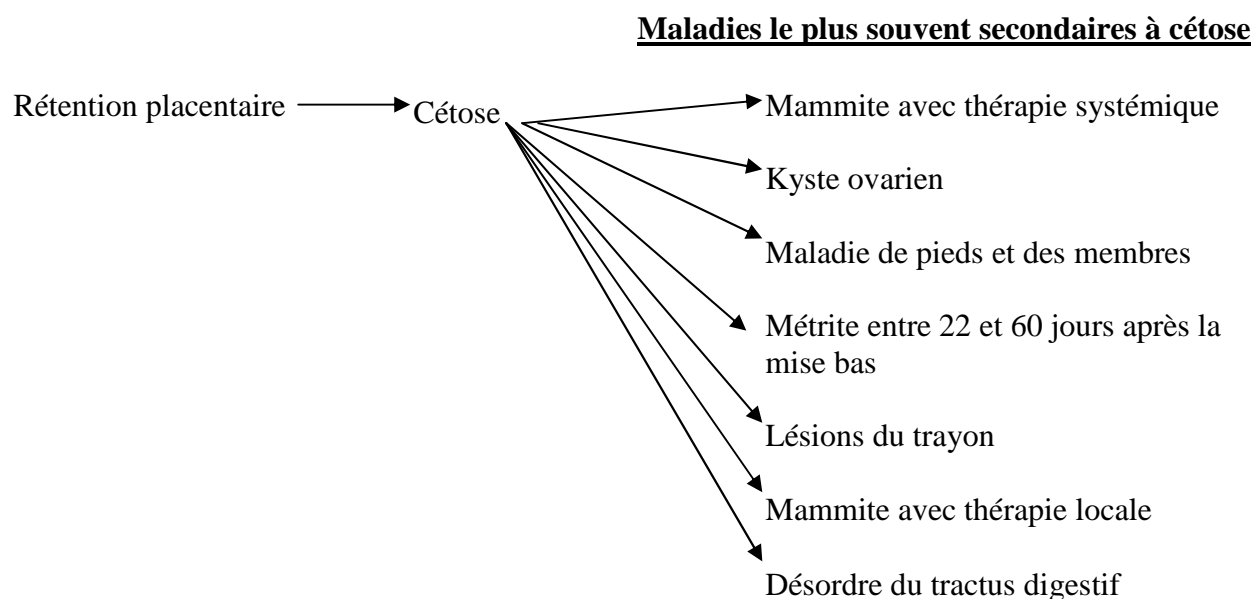 Maladies le plus souvent secondaires à cétose
Rétention placentaire
Cétose
Mammite avec thérapie systémique
Kyste ovarien
Maladie de pieds et des membres
Métrite entre 22 et 60 jours après la
mise bas
Lésions du trayon
Mammite avec thérapie locale
Désordre du tractus digestif